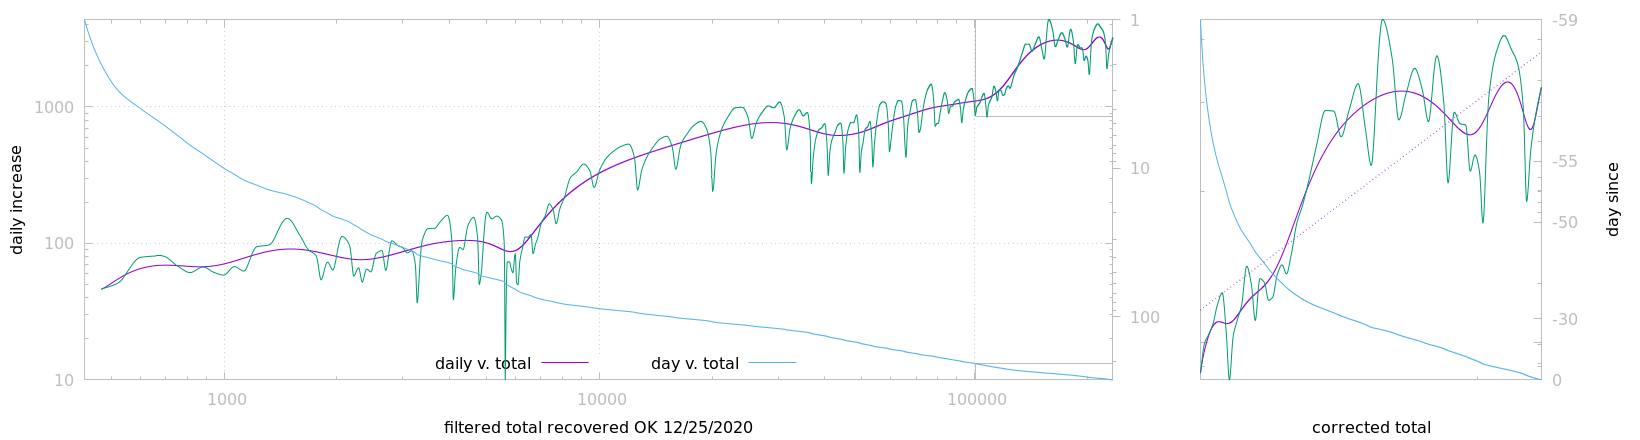 daily increase
1000
100
10
1000
10000
100000
1
10
100
daily v. total
day v. total
filtered total recovered OK 12/25/2020
-59
-55
-50
-30
0
day since
corrected total